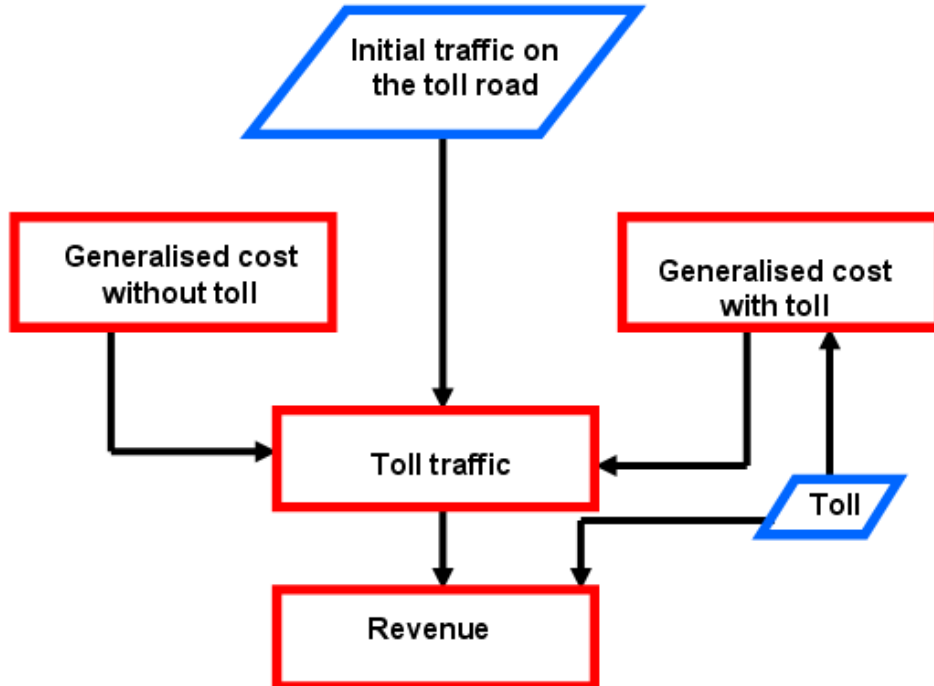 Initial traffic on
the toll road
Generalised cost
without toll
Generalised cost
with toll
Toll traffic
Toll
Revenue